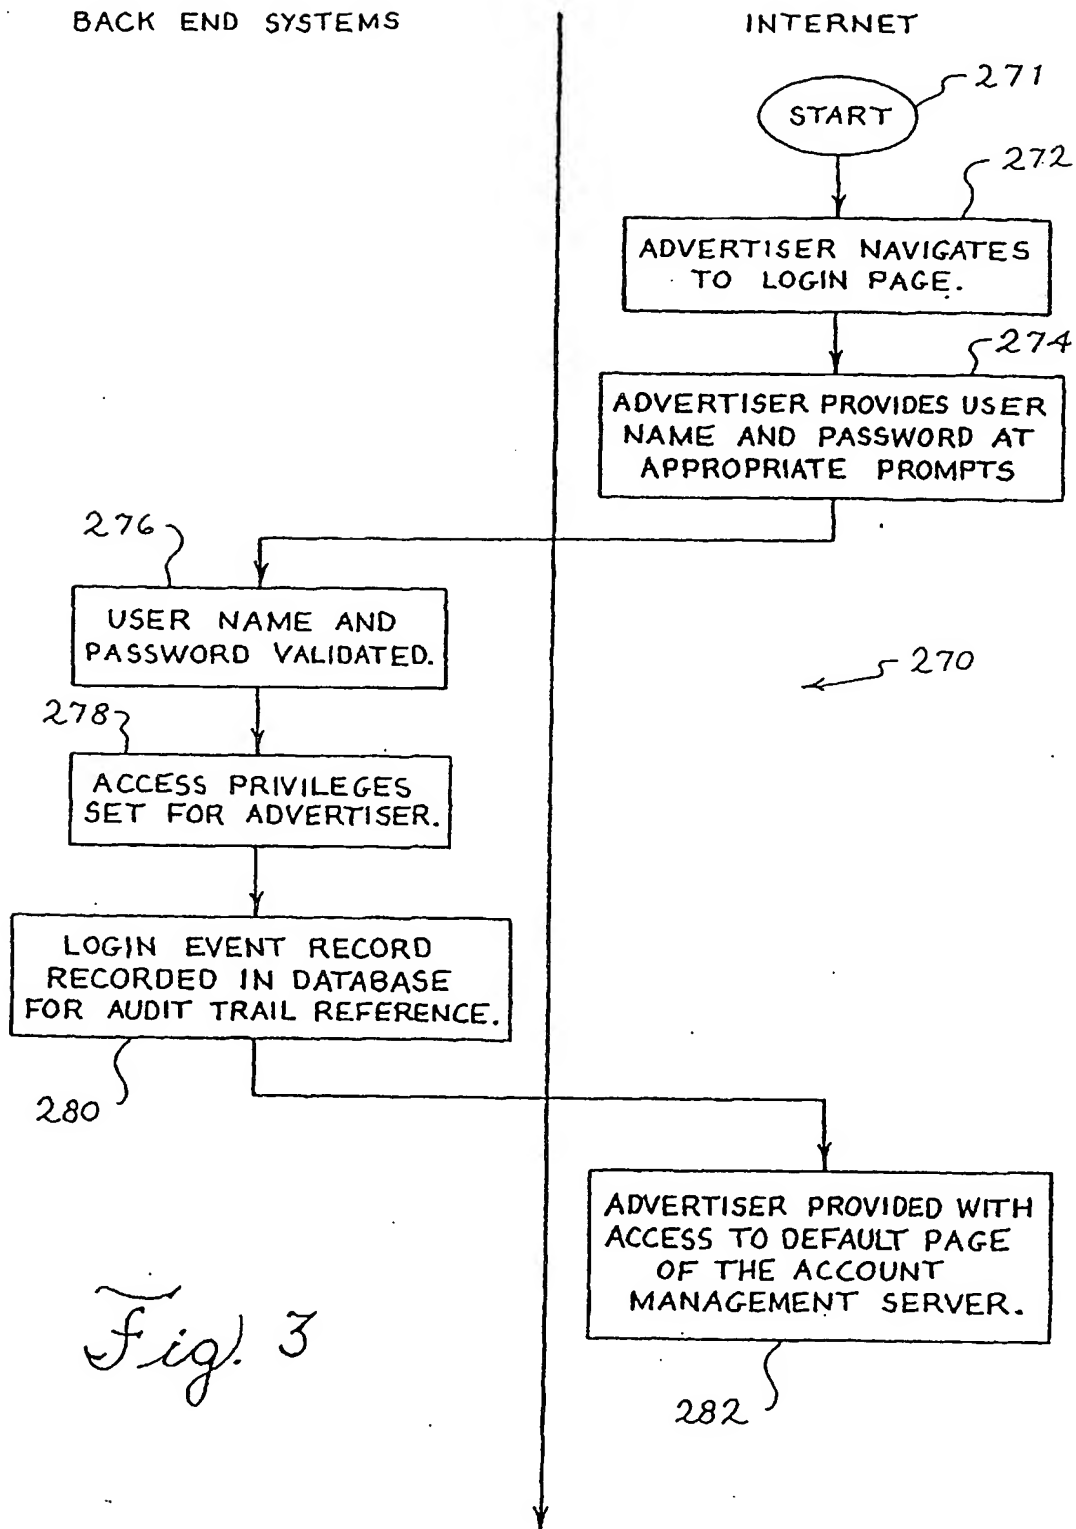 BACK END SYSTEMS
INTERNET
271
START
272
ADVERTISER NAVIGATES
TO LOGIN PAGE.
274
ADVERTISER PROVIDES USER
NAME AND PASSWORD AT
APPROPRIATE PROMPTS
276
USER NAME AND
PASSWORD VALIDATED.
270
278
ACCESS PRIVILEGES
SET FOR ADVERTISER.
LOGIN EVENT RECORD
RECORDED IN DATABASE
FOR AUDIT TRAIL REFERENCE.
280
ADVERTISER PROVIDED WITH
ACCESS TO DEFAULT PAGE
OF THE ACCOUNT
MANAGEMENT SERVER.
282
Fig. 3